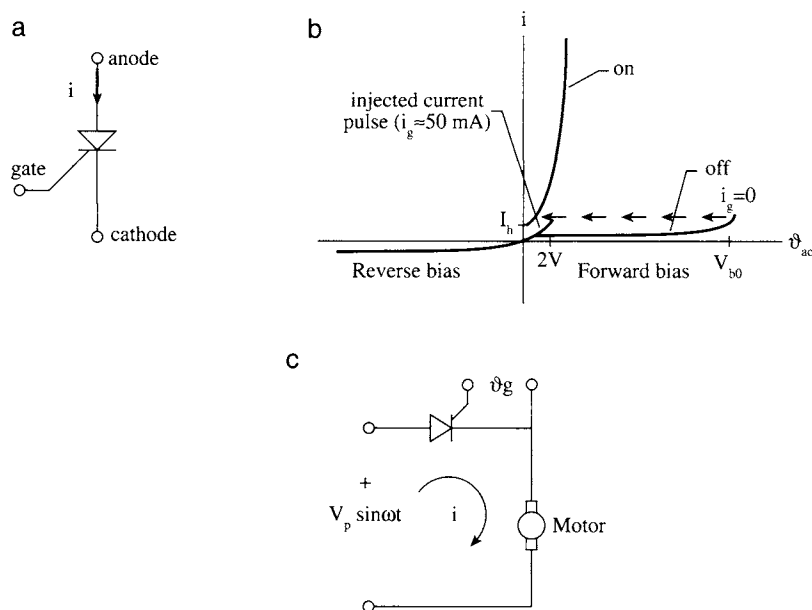 a
anode
i
gate
cathode
b
i
on
injected current
pulse (i_g≈50 mA)
off
i_g=0
I_h
ϑ_ac
Reverse bias
2V
Forward bias
V_b0
c
ϑg
+
V_p sinωt
i
Motor